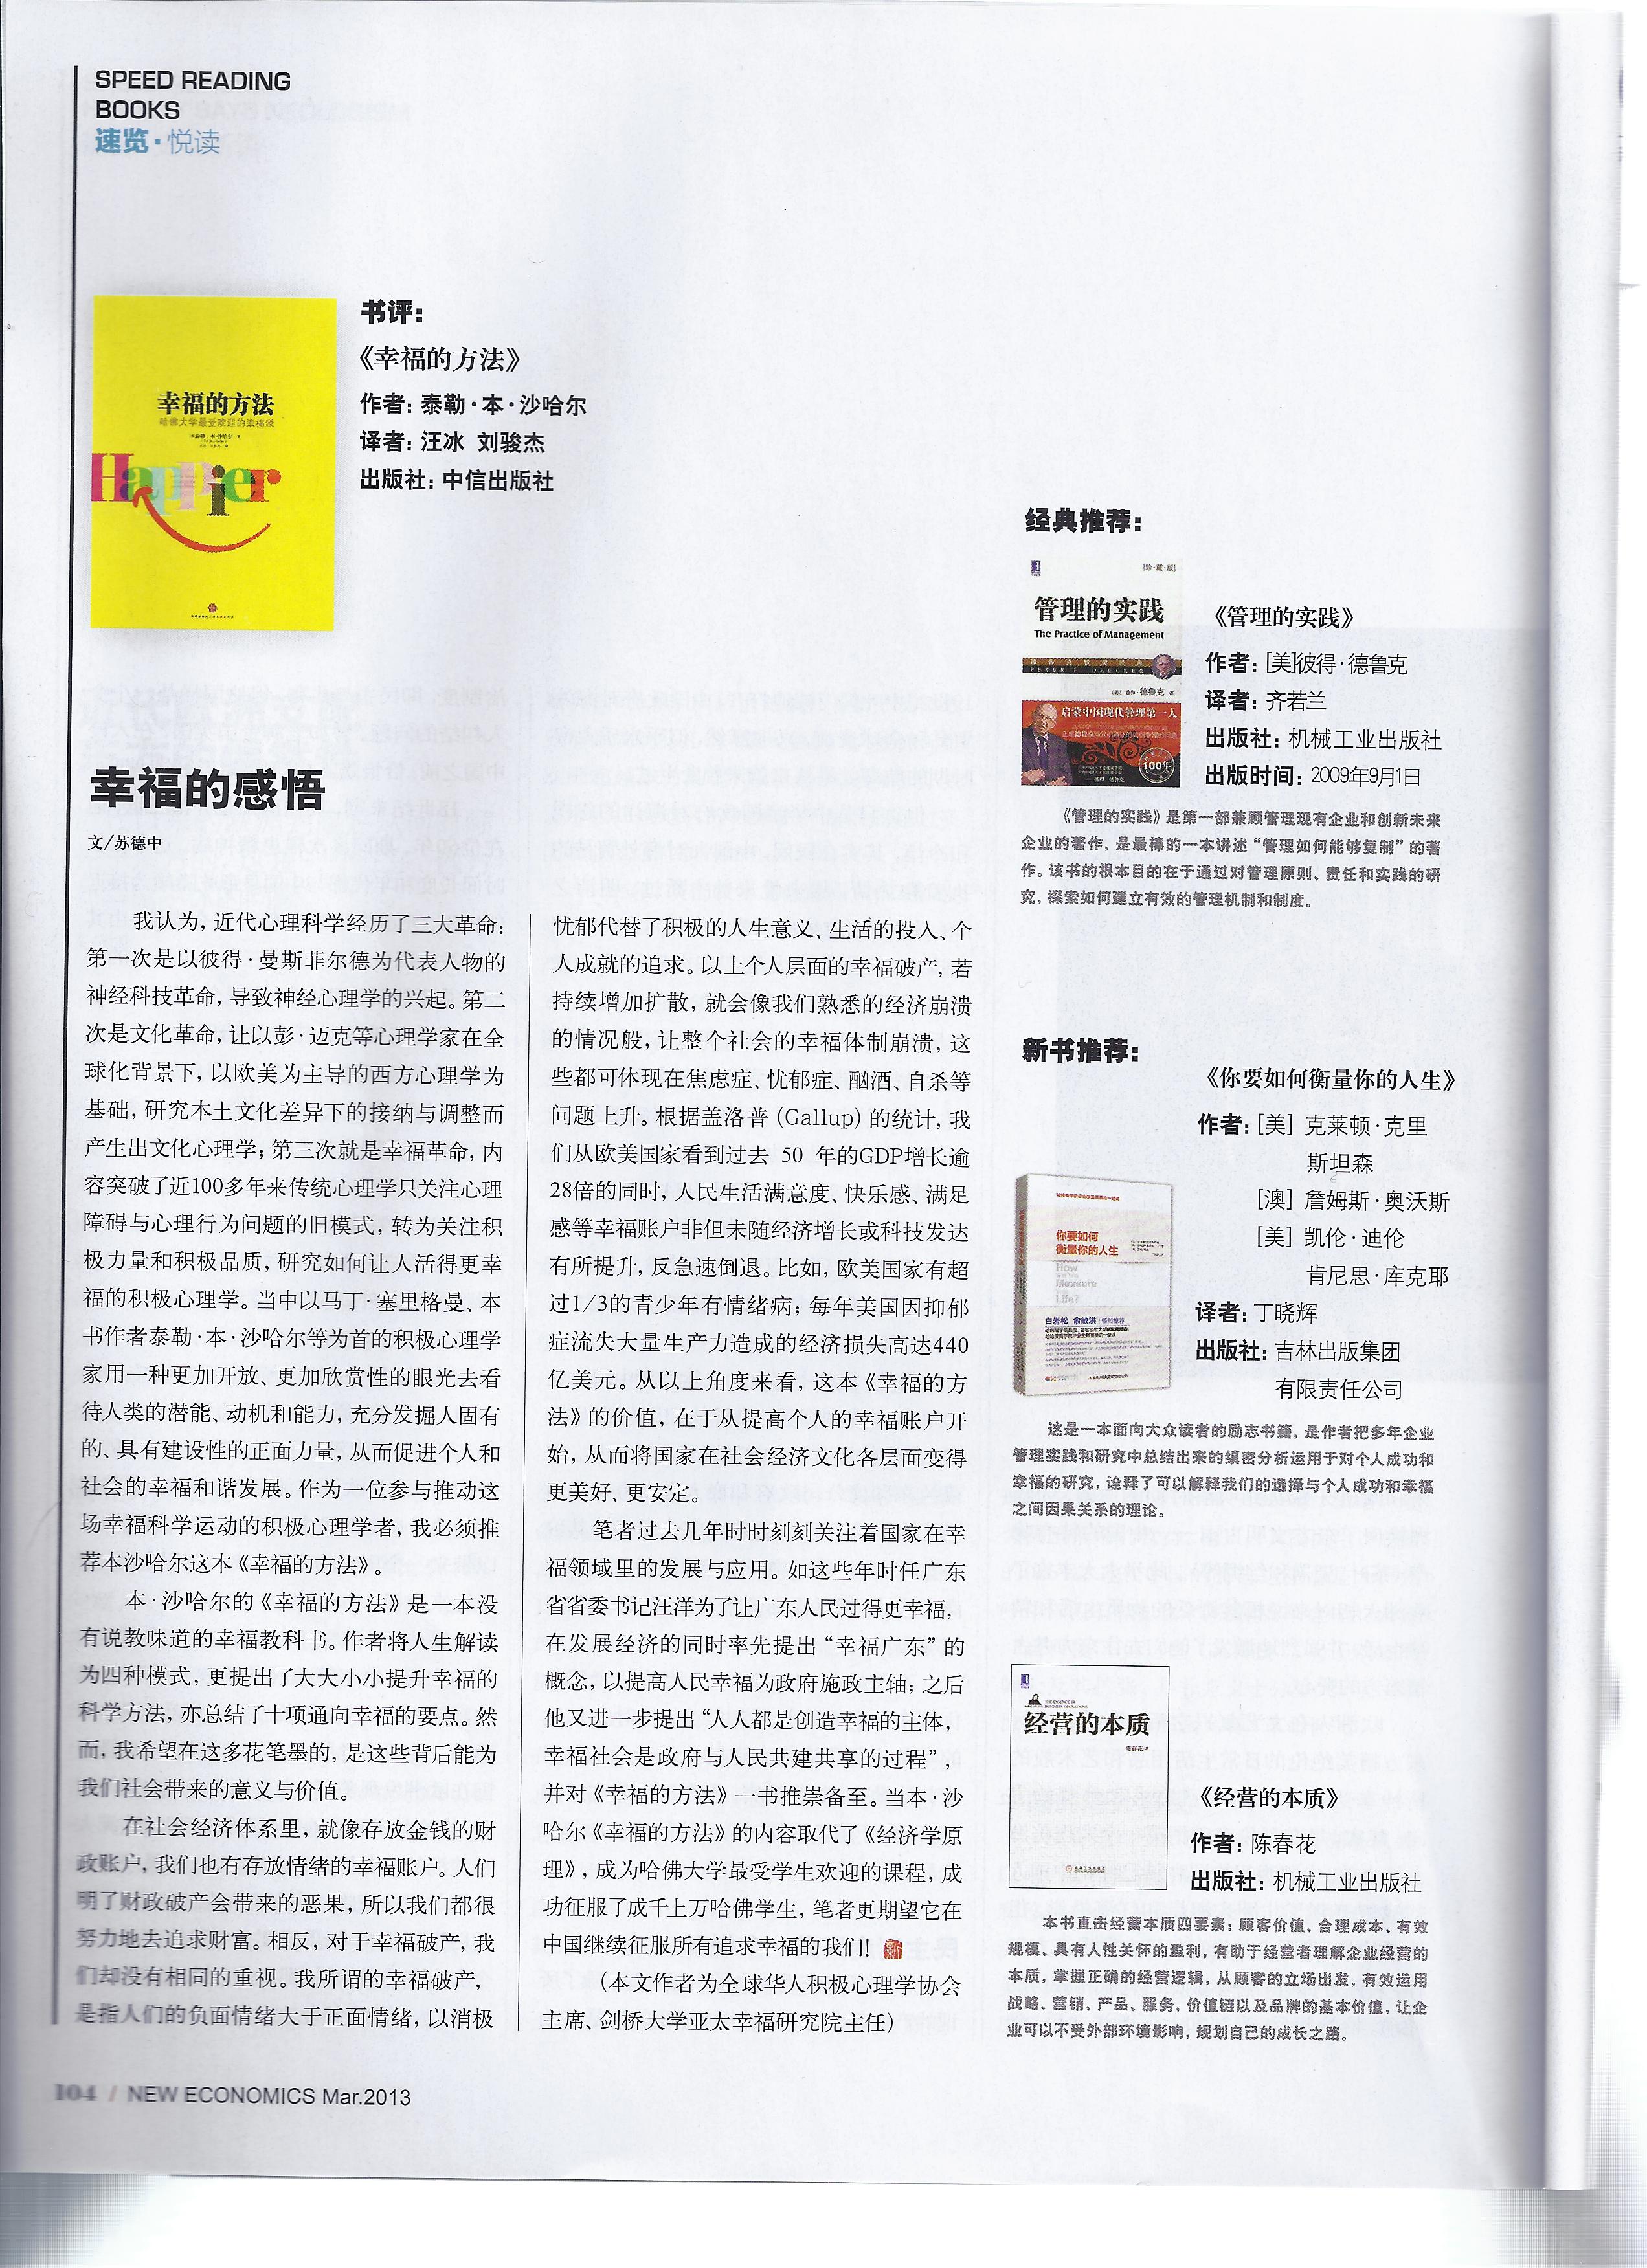 SPEED READING
BOOKS
速览·悦读
幸福的方法
哈佛大学最受欢迎的幸福课
Happier
书评：
《幸福的方法》
作者：泰勒·本·沙哈尔
译者：汪冰 刘骏杰
出版社：中信出版社
幸福的感悟
文/苏德中
我认为，近代心理科学经历了三大革命：
第一次是以彼得·曼斯菲尔德为代表人物的
神经科技革命，导致神经心理学的兴起。第二
次是文化革命，让以彭·迈克等心理学家在全
球化背景下，以欧美为主导的西方心理学为
基础，研究本土文化差异下的接纳与调整而
产生出文化心理学；第三次就是幸福革命，内
容突破了近100多年来传统心理学只关注心理
障碍与心理行为问题的旧模式，转为关注积
极力量和积极品质，研究如何让人活得更幸
福的积极心理学。当中以马丁·塞里格曼、本
书作者泰勒·本·沙哈尔等为首的积极心理学
家用一种更加开放、更加欣赏性的眼光去看
待人类的潜能、动机和能力，充分发掘人固有
的、具有建设性的正面力量，从而促进个人和
社会的幸福和谐发展。作为一位参与推动这
场幸福科学运动的积极心理学者，我必须推
荐本沙哈尔这本《幸福的方法》。
本·沙哈尔的《幸福的方法》是一本没
有说教味道的幸福教科书。作者将人生解读
为四种模式，更提出了大大小小提升幸福的
科学方法，亦总结了十项通向幸福的要点。然
而，我希望在这多花笔墨的，是这些背后能为
我们社会带来的意义与价值。
在社会经济体系里，就像存放金钱的财
政账户，我们也有存放情绪的幸福账户。人们
明了财政破产会带来的恶果，所以我们都很
努力地去追求财富。相反，对于幸福破产，我
们却没有相同的重视。我所谓的幸福破产，
是指人们的负面情绪大于正面情绪，以消极
忧郁代替了积极的人生意义、生活的投入、个
人成就的追求。以上个人层面的幸福破产，若
持续增加扩散，就会像我们熟悉的经济崩溃
的情况般，让整个社会的幸福体制崩溃，这
些都可体现在焦虑症、忧郁症、酗酒、自杀等
问题上升。根据盖洛普 (Gallup) 的统计，我
们从欧美国家看到过去 50 年的GDP增长逾
28倍的同时，人民生活满意度、快乐感、满足
感等幸福账户非但未随经济增长或科技发达
有所提升，反急速倒退。比如，欧美国家有超
过1/3的青少年有情绪病；每年美国因抑郁
症流失大量生产力造成的经济损失高达440
亿美元。从以上角度来看，这本《幸福的方
法》的价值，在于从提高个人的幸福账户开
始，从而将国家在社会经济文化各层面变得
更美好、更安定。
笔者过去几年时时刻刻关注着国家在幸
福领域里的发展与应用。如这些年时任广东
省省委书记汪洋为了让广东人民过得更幸福，
在发展经济的同时率先提出“幸福广东”的
概念，以提高人民幸福为政府施政主轴；之后
他又进一步提出“人人都是创造幸福的主体，
幸福社会是政府与人民共建共享的过程”，
并对《幸福的方法》一书推崇备至。当本·沙
哈尔《幸福的方法》的内容取代了《经济学原
理》，成为哈佛大学最受学生欢迎的课程，成
功征服了成千上万哈佛学生，笔者更期望它在
中国继续征服所有追求幸福的我们！
（本文作者为全球华人积极心理学协会
主席、剑桥大学亚太幸福研究院主任）
经典推荐：
[珍·藏·版]
管理的实践
The Practice of Management
德鲁克管理经典
PETER F. DRUCKER
[美] 彼得·德鲁克 著
启蒙中国现代管理第一人
100年
《管理的实践》
作者：[美]彼得·德鲁克
译者：齐若兰
出版社：机械工业出版社
出版时间：2009年9月1日
《管理的实践》是第一部兼顾管理现有企业和创新未来
企业的著作，是最棒的一本讲述“管理如何能够复制”的著
作。该书的根本目的在于通过对管理原则、责任和实践的研
究，探索如何建立有效的管理机制和制度。
新书推荐：
你要如何
衡量你的人生
How
Measure
Life?
白岩松 俞敏洪
《你要如何衡量你的人生》
作者：[美] 克莱顿·克里
斯坦森
[澳] 詹姆斯·奥沃斯
[美] 凯伦·迪伦
肯尼思·库克耶
译者：丁晓辉
出版社：吉林出版集团
有限责任公司
这是一本面向大众读者的励志书籍，是作者把多年企业
管理实践和研究中总结出来的缜密分析运用于对个人成功和
幸福的研究，诠释了可以解释我们的选择与个人成功和幸福
之间因果关系的理论。
经营的本质
陈春花/著
《经营的本质》
作者：陈春花
出版社：机械工业出版社
本书直击经营本质四要素：顾客价值、合理成本、有效
规模、具有人性关怀的盈利，有助于经营者理解企业经营的
本质，掌握正确的经营逻辑，从顾客的立场出发，有效运用
战略、营销、产品、服务、价值链以及品牌的基本价值，让企
业可以不受外部环境影响，规划自己的成长之路。
104 / NEW ECONOMICS Mar.2013